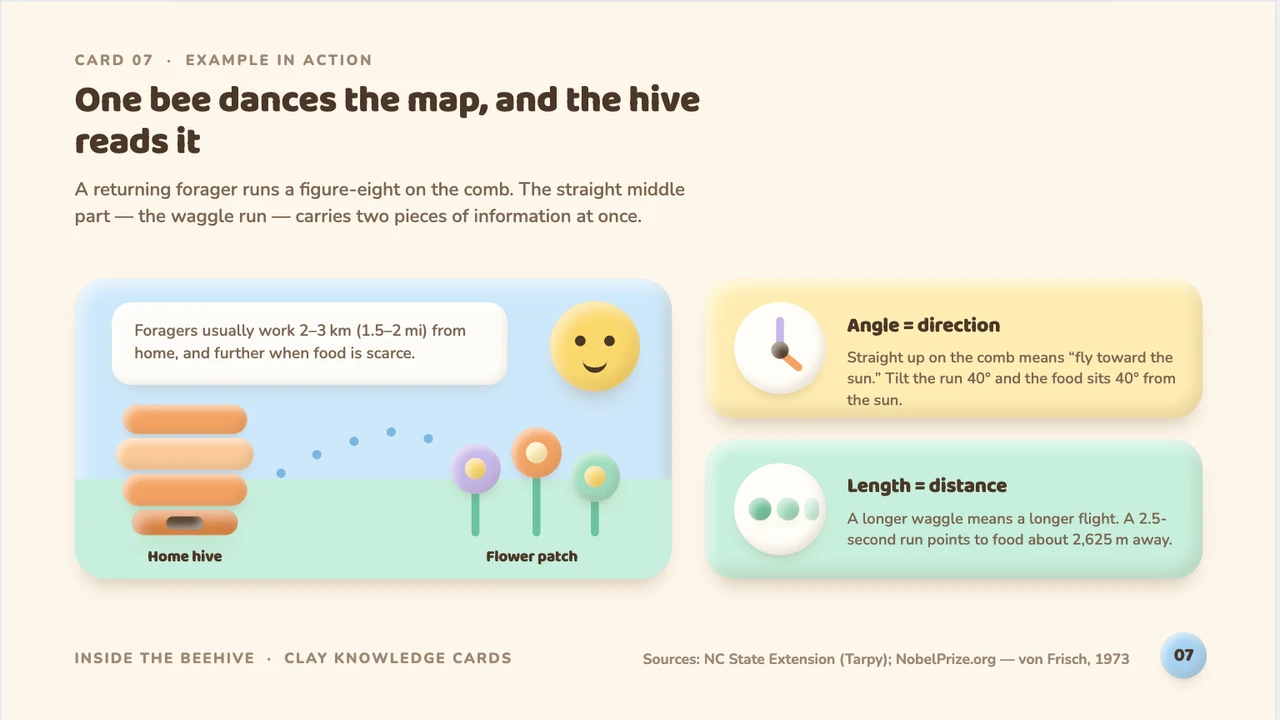 CARD 07 · EXAMPLE IN ACTION
One bee dances the map, and the hive
reads it
A returning forager runs a figure-eight on the comb. The straight middle
part — the waggle run — carries two pieces of information at once.
Foragers usually work 2–3 km (1.5–2 mi) from
home, and further when food is scarce.
Home hive
Flower patch
Angle = direction
Straight up on the comb means “fly toward the
sun.” Tilt the run 40° and the food sits 40° from
the sun.
Length = distance
A longer waggle means a longer flight. A 2.5-
second run points to food about 2,625 m away.
INSIDE THE BEEHIVE · CLAY KNOWLEDGE CARDS
Sources: NC State Extension (Tarpy); NobelPrize.org — von Frisch, 1973
07